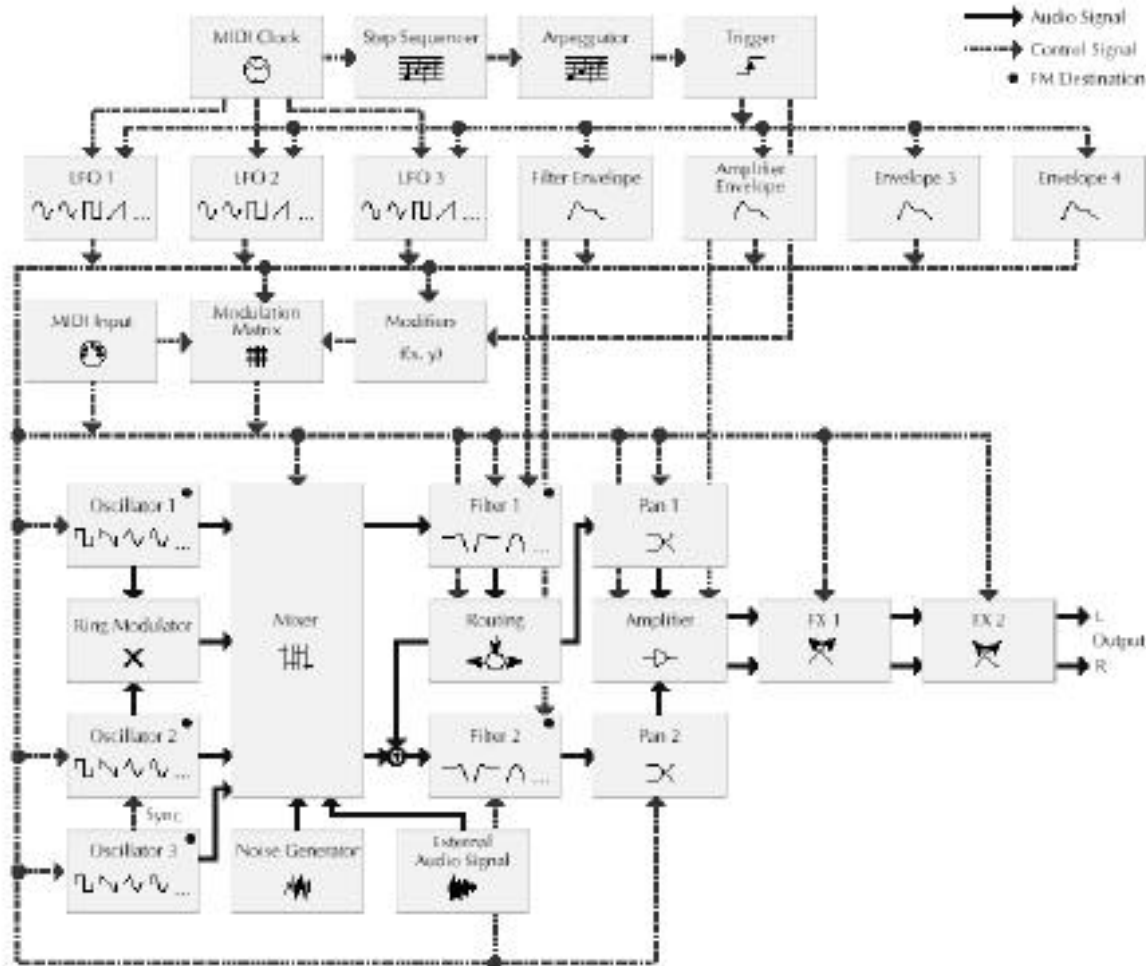 Audio Signal
Control Signal
FM Destination
MIDI Clock
Step Sequencer
Arpeggiator
Trigger
LFO 1
LFO 2
LFO 3
Filter Envelope
Amplifier
Envelope
Envelope 3
Envelope 4
...
...
...
MIDI Input
Modulation
Matrix
Modifiers
f(x, y)
Oscillator 1
...
Mixer
Filter 1
...
Pan 1
Ring Modulator
Routing
Amplifier
FX 1
FX 2
L
Output
R
Oscillator 2
...
Filter 2
...
Pan 2
Sync
Oscillator 3
...
Noise Generator
External
Audio Signal